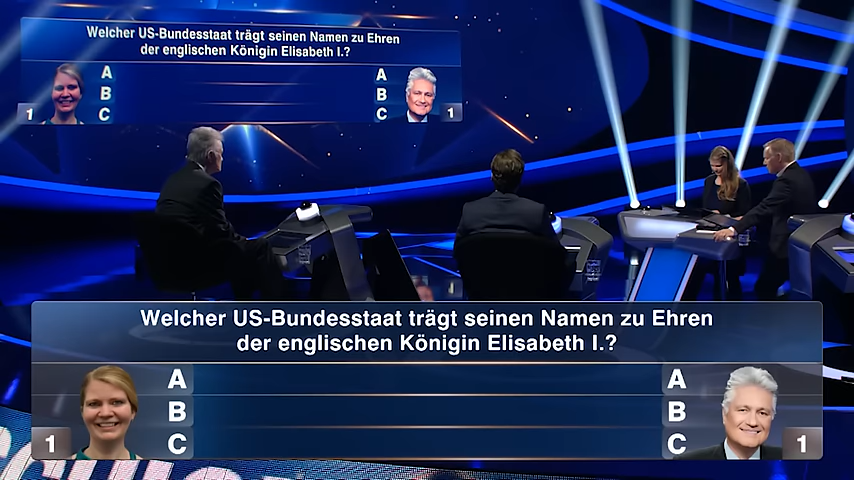 Welcher US-Bundesstaat trägt seinen Namen zu Ehren
der englischen Königin Elisabeth I.?
A
A
B
B
1
C
C
1
Welcher US-Bundesstaat trägt seinen Namen zu Ehren
der englischen Königin Elisabeth I.?
A
A
B
B
1
C
C
1